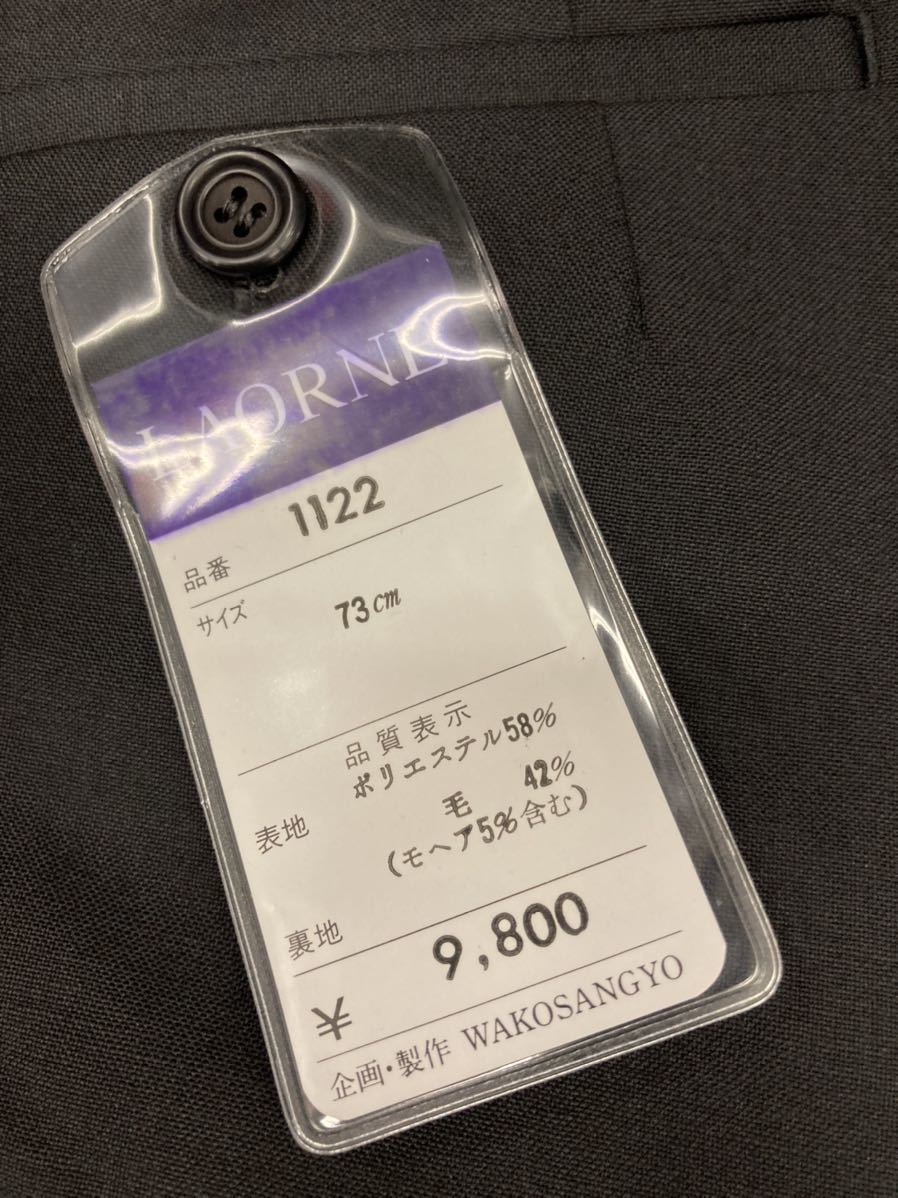 LAORNE
品番 1122
サイズ 73cm
品質表示
ポリエステル58%
表地 毛 42%
(モヘア5%含む)
裏地
¥ 9,800
企画・製作 WAKOSANGYO